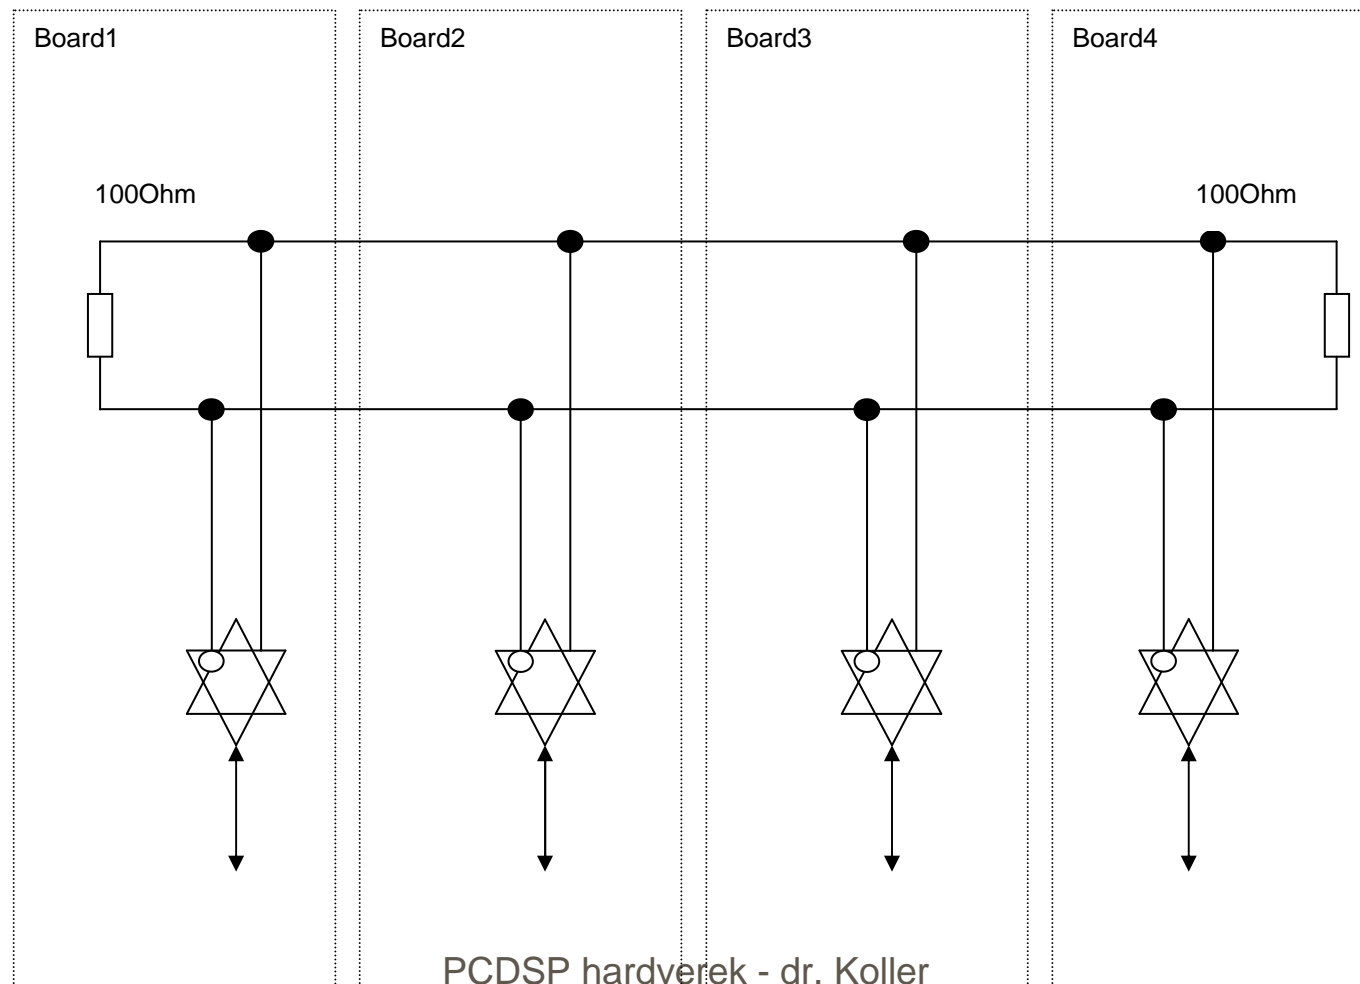 Board1
Board2
Board3
Board4
100Ohm
100Ohm
PCDSP hardverek - dr. Koller